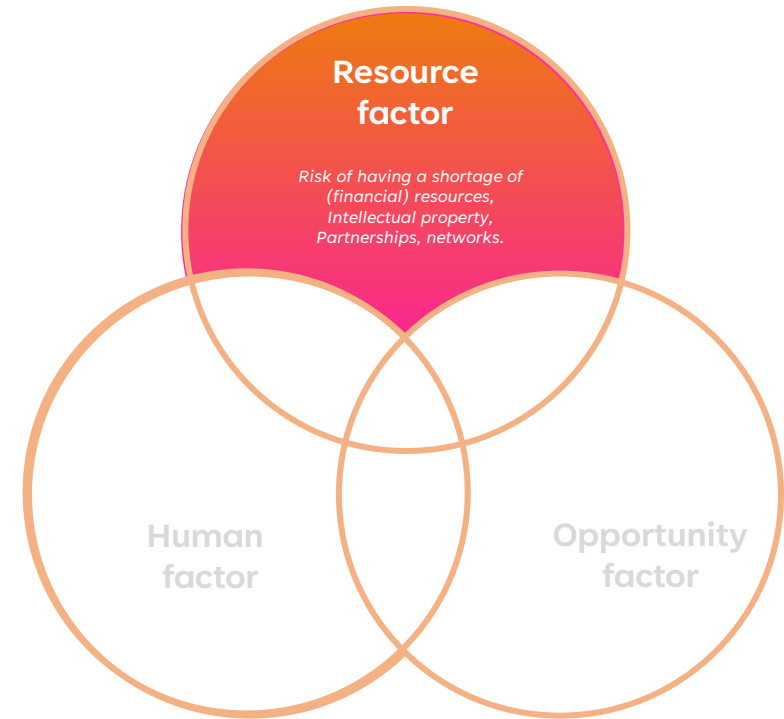 Resource
factor
Risk of having a shortage of
(financial) resources,
Intellectual property,
Partnerships, networks.
Human
factor
Opportunity
factor